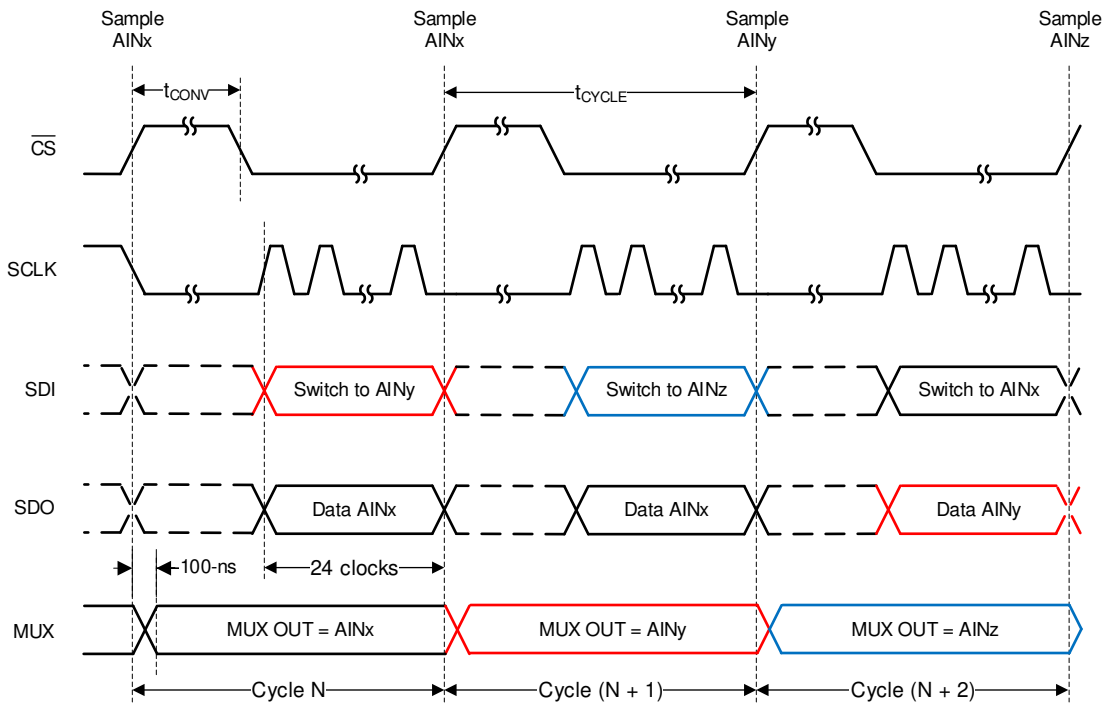 Sample AINx
Sample AINx
Sample AINy
Sample AINz
tCONV
tCYCLE
CS
SCLK
SDI
Switch to AINy
Switch to AINz
Switch to AINx
SDO
Data AINx
Data AINx
Data AINy
100-ns
24 clocks
MUX
MUX OUT = AINx
MUX OUT = AINy
MUX OUT = AINz
Cycle N
Cycle (N + 1)
Cycle (N + 2)